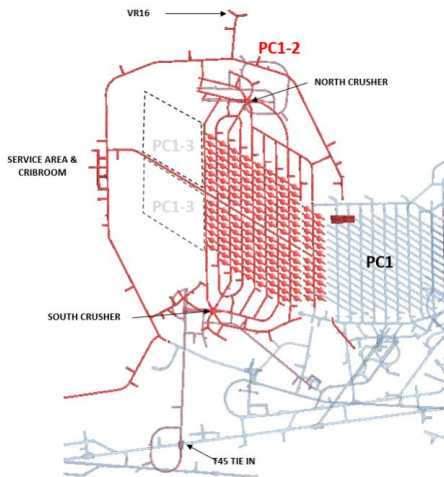 VR16
PC1-2
NORTH CRUSHER
PC1-3
SERVICE AREA &
CRIBROOM
PC1-3
PC1
SOUTH CRUSHER
T45 TIE IN